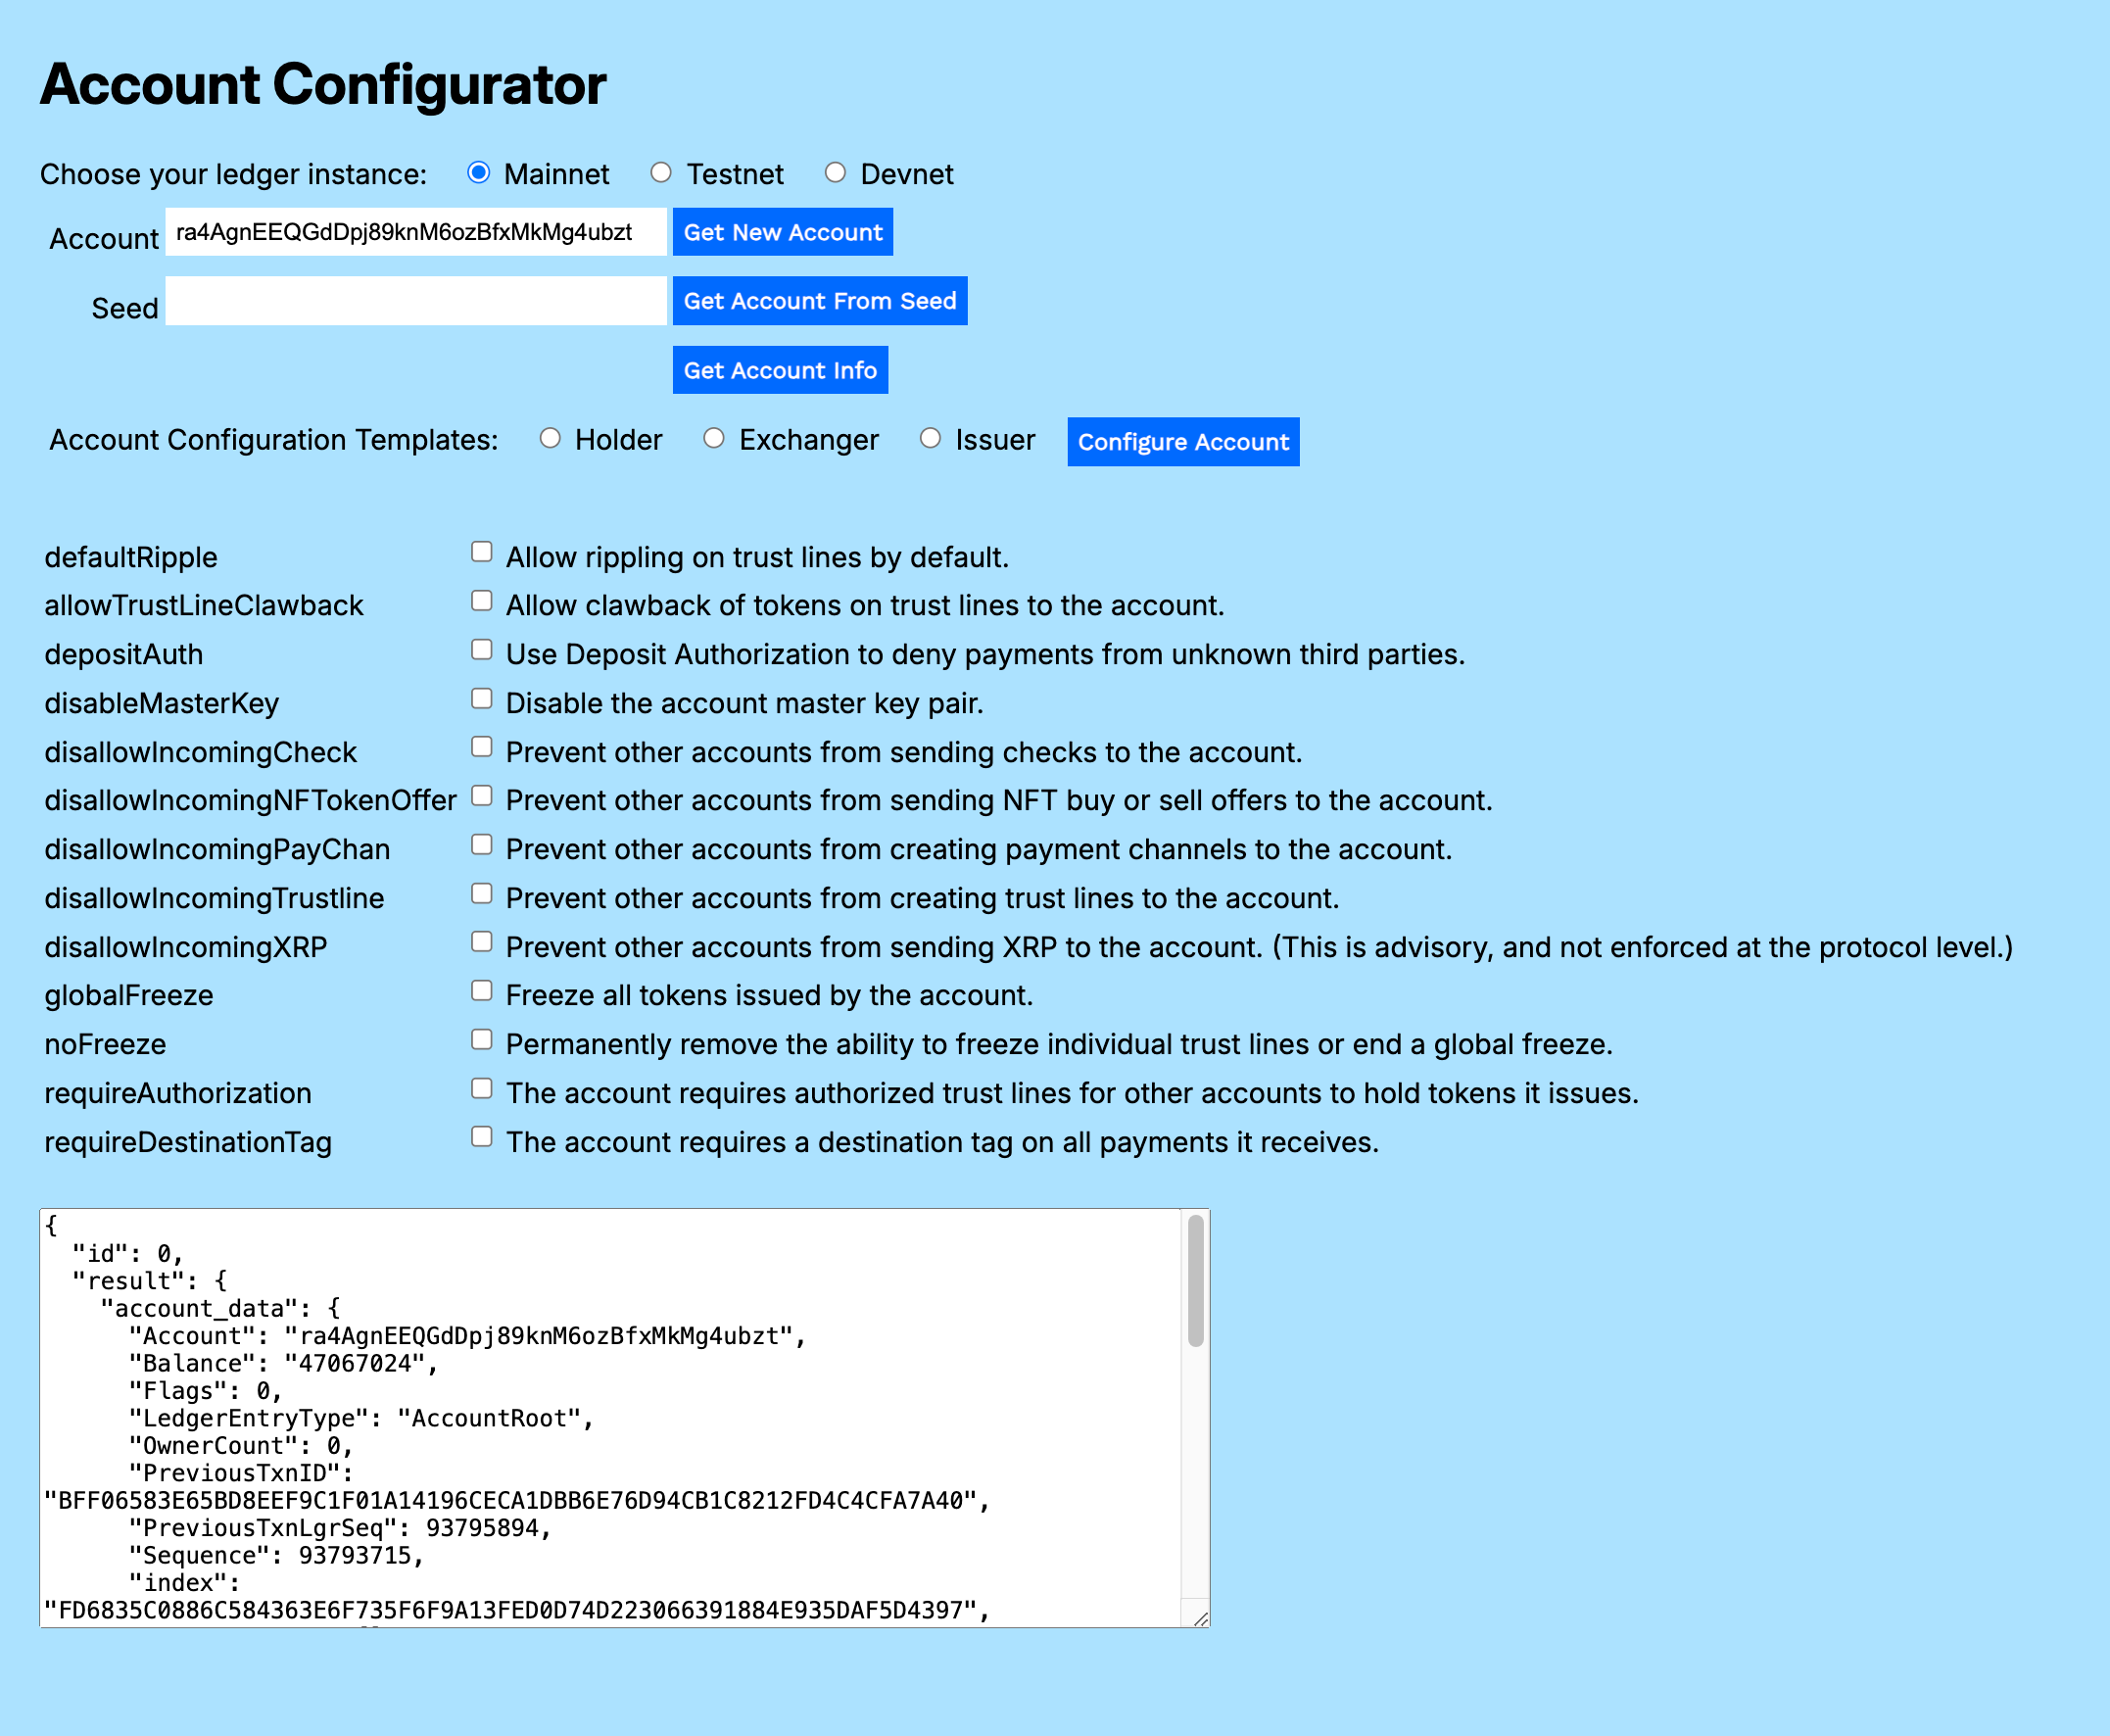 Account Configurator
Choose your ledger instance: Mainnet Testnet Devnet
Account ra4AgnEEQGdDpj89knM6ozBfxMkMg4ubzt Get New Account
Seed Get Account From Seed
Get Account Info
Account Configuration Templates: Holder Exchanger Issuer Configure Account
defaultRipple Allow rippling on trust lines by default.
allowTrustLineClawback Allow clawback of tokens on trust lines to the account.
depositAuth Use Deposit Authorization to deny payments from unknown third parties.
disableMasterKey Disable the account master key pair.
disallowIncomingCheck Prevent other accounts from sending checks to the account.
disallowIncomingNFTokenOffer Prevent other accounts from sending NFT buy or sell offers to the account.
disallowIncomingPayChan Prevent other accounts from creating payment channels to the account.
disallowIncomingTrustline Prevent other accounts from creating trust lines to the account.
disallowIncomingXRP Prevent other accounts from sending XRP to the account. (This is advisory, and not enforced at the protocol level.)
globalFreeze Freeze all tokens issued by the account.
noFreeze Permanently remove the ability to freeze individual trust lines or end a global freeze.
requireAuthorization The account requires authorized trust lines for other accounts to hold tokens it issues.
requireDestinationTag The account requires a destination tag on all payments it receives.
{
"id": 0,
"result": {
"account_data": {
"Account": "ra4AgnEEQGdDpj89knM6ozBfxMkMg4ubzt",
"Balance": "47067024",
"Flags": 0,
"LedgerEntryType": "AccountRoot",
"OwnerCount": 0,
"PreviousTxnID":
"BFF06583E65BD8EEF9C1F01A14196CECA1DBB6E76D94CB1C8212FD4C4CFA7A40",
"PreviousTxnLgrSeq": 93795894,
"Sequence": 93793715,
"index":
"FD6835C0886C584363E6F735F6F9A13FED0D74D223066391884E935DAF5D4397",